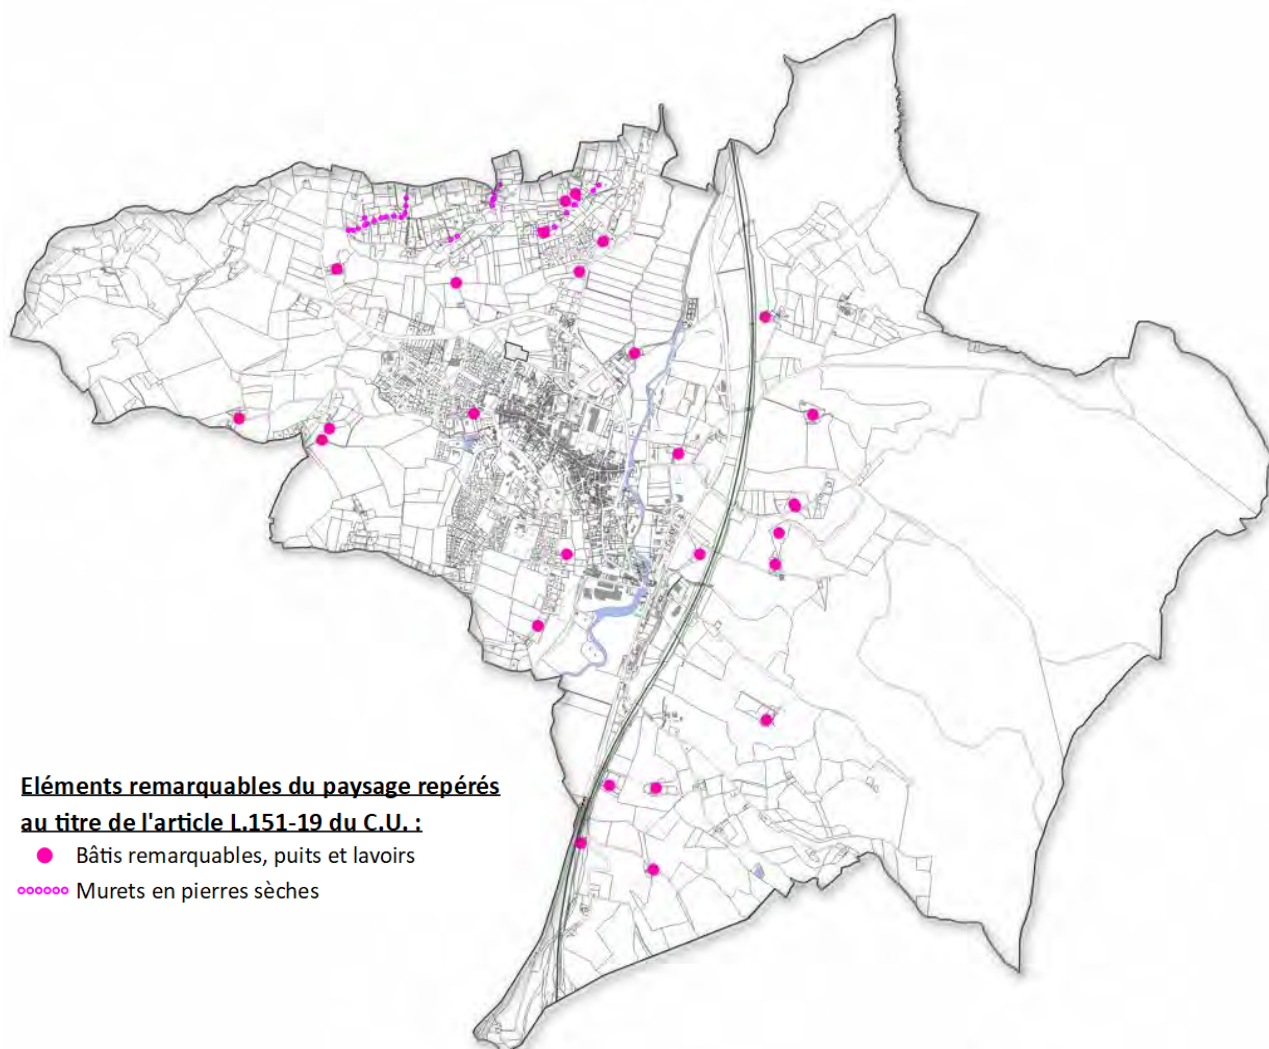 Eléments remarquables du paysage repérés
au titre de l'article L.151-19 du C.U. :
Bâtis remarquables, puits et lavoirs
Murets en pierres sèches